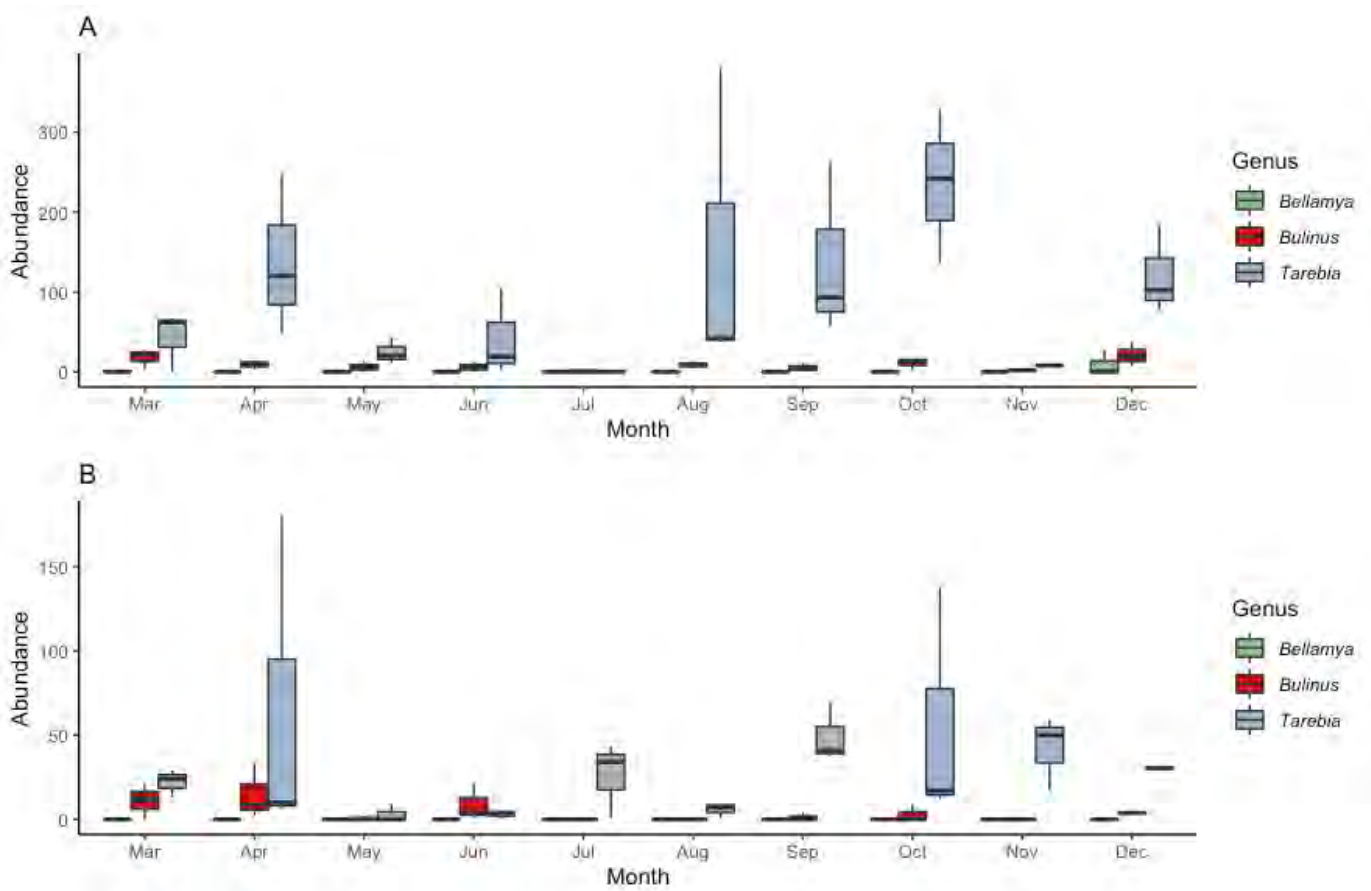 A
Abundance
300
200
100
0
Mar
Apr
May
Jun
Jul
Aug
Sep
Oct
Nov
Dec
Month
Genus
Bellamya
Bulinus
Tarebia
B
Abundance
150
100
50
0
Mar
Apr
May
Jun
Jul
Aug
Sep
Oct
Nov
Dec
Month
Genus
Bellamya
Bulinus
Tarebia